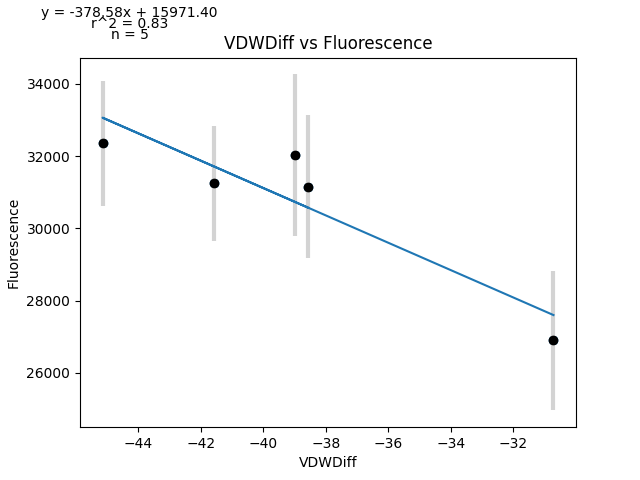 y = -378.58x + 15971.40
r^2 = 0.83
n = 5
VDWDiff vs Fluorescence
34000
32000
30000
28000
26000
Fluorescence
−44 −42 −40 −38 −36 −34 −32
VDWDiff